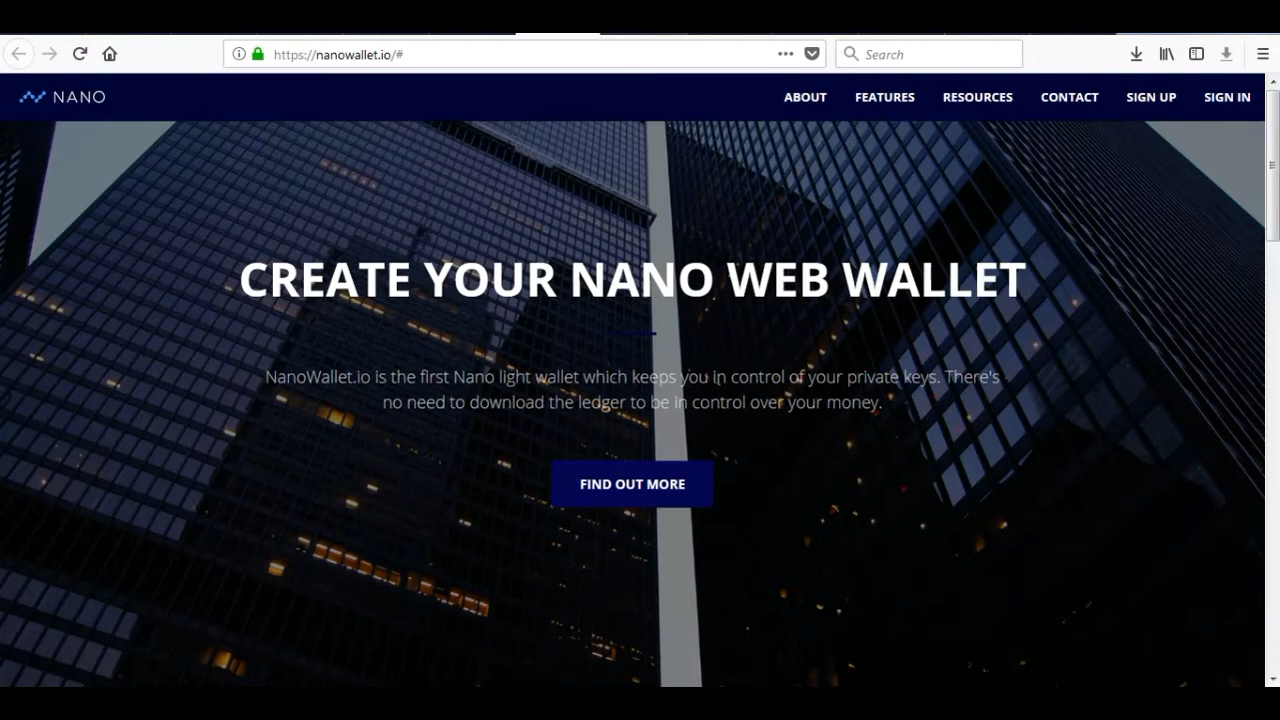 https://nanowallet.io/#
Search
NANO
ABOUT FEATURES RESOURCES CONTACT SIGN UP SIGN IN
CREATE YOUR NANO WEB WALLET
NanoWallet.io is the first Nano light wallet which keeps you in control of your private keys. There's
no need to download the ledger to be in control over your money.
FIND OUT MORE